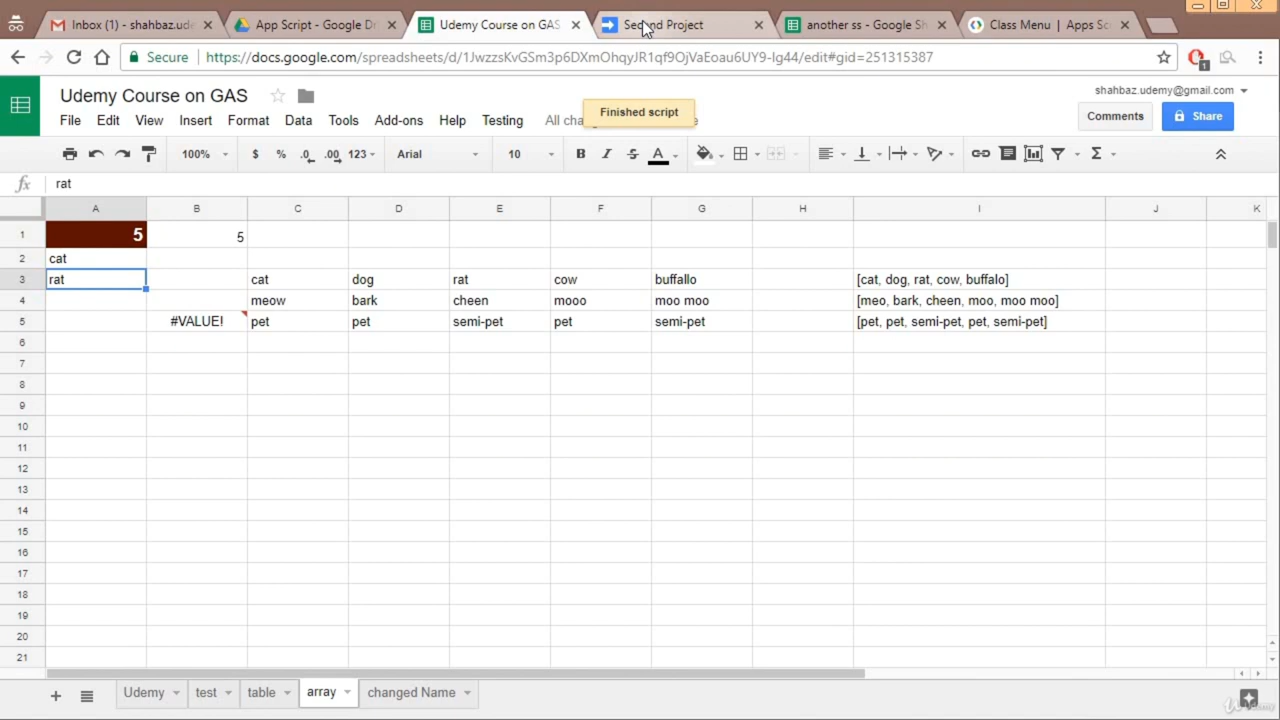 Inbox (1) - shahbaz.ude
App Script - Google Dr
Udemy Course on GAS
Second Project
another ss - Google Sh
Class Menu | Apps Sc
Secure
https://docs.google.com/spreadsheets/d/1JwzzsKvGSm3p6DXmOhqyJR1qf9OjVaEoau6UY9-Ig44/edit#gid=251315387
1
Udemy Course on GAS
shahbaz.udemy@gmail.com
File Edit View Insert Format Data Tools Add-ons Help Testing All cha
Finished script
Comments
Share
100% $ % .0 .00 123 Arial 10 B I S A Σ
fx rat
A B C D E F G H I J K
1 5 5
2 cat
3 rat cat dog rat cow buffallo [cat, dog, rat, cow, buffalo]
4 meow bark cheen mooo moo moo [meo, bark, cheen, moo, moo moo]
5 #VALUE! pet pet semi-pet pet semi-pet [pet, pet, semi-pet, pet, semi-pet]
6
7
8
9
10
11
12
13
14
15
16
17
18
19
20
21
Udemy test table array changed Name